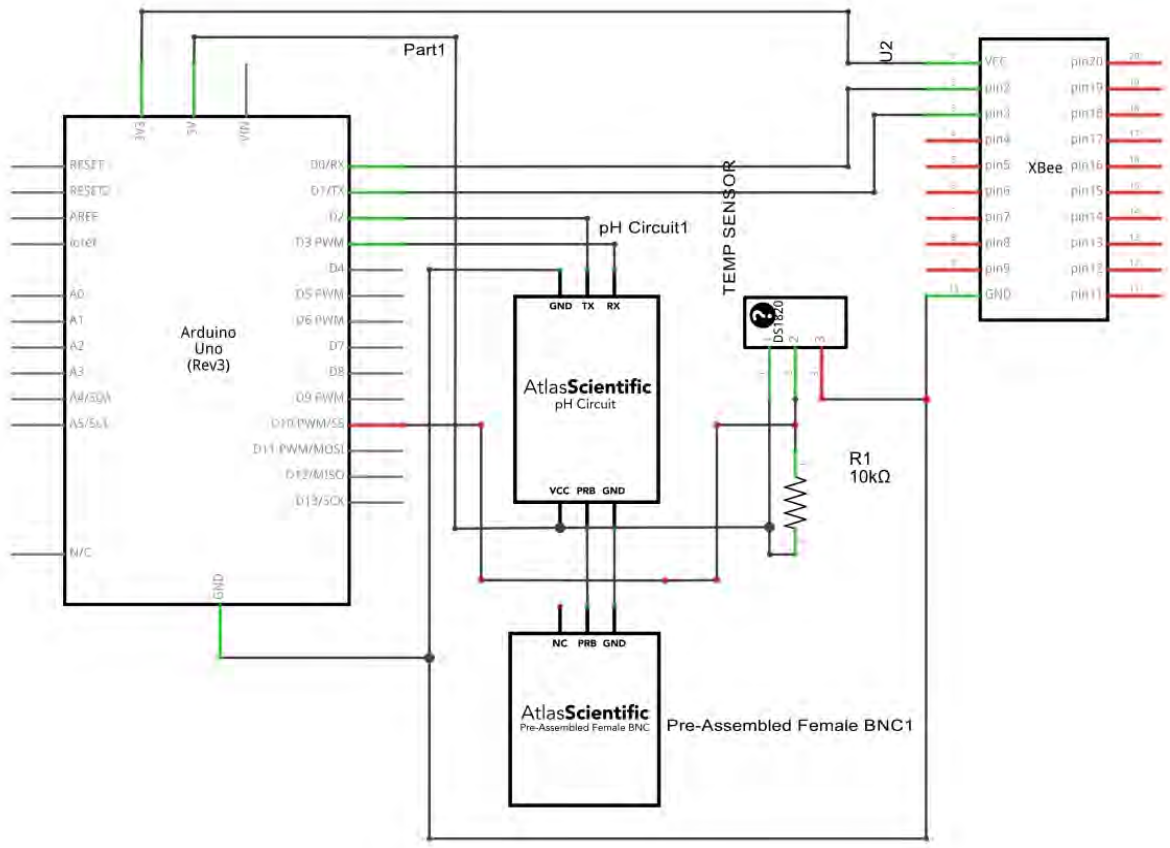 Part1
U2
3V3
5V
VIN
RESET
RESET2
AREF
ioref
A0
A1
A2
A3
A4/SDA
A5/SCL
N/C
Arduino
Uno
(Rev3)
D0/RX
D1/TX
D2
D3 PWM
D4
D5 PWM
D6 PWM
D7
D8
D9 PWM
D10 PWM/SS
D11 PWM/MOSI
D12/MISO
D13/SCK
GND
pH Circuit1
GND TX RX
AtlasScientific
pH Circuit
VCC PRB GND
NC PRB GND
AtlasScientific
Pre-Assembled Female BNC
Pre-Assembled Female BNC1
TEMP SENSOR
?
DS1820
1 2 3
R1
10kΩ
XBee
VCC
pin2
pin3
pin4
pin5
pin6
pin7
pin8
pin9
GND
pin20
pin19
pin18
pin17
pin16
pin15
pin14
pin13
pin12
pin11